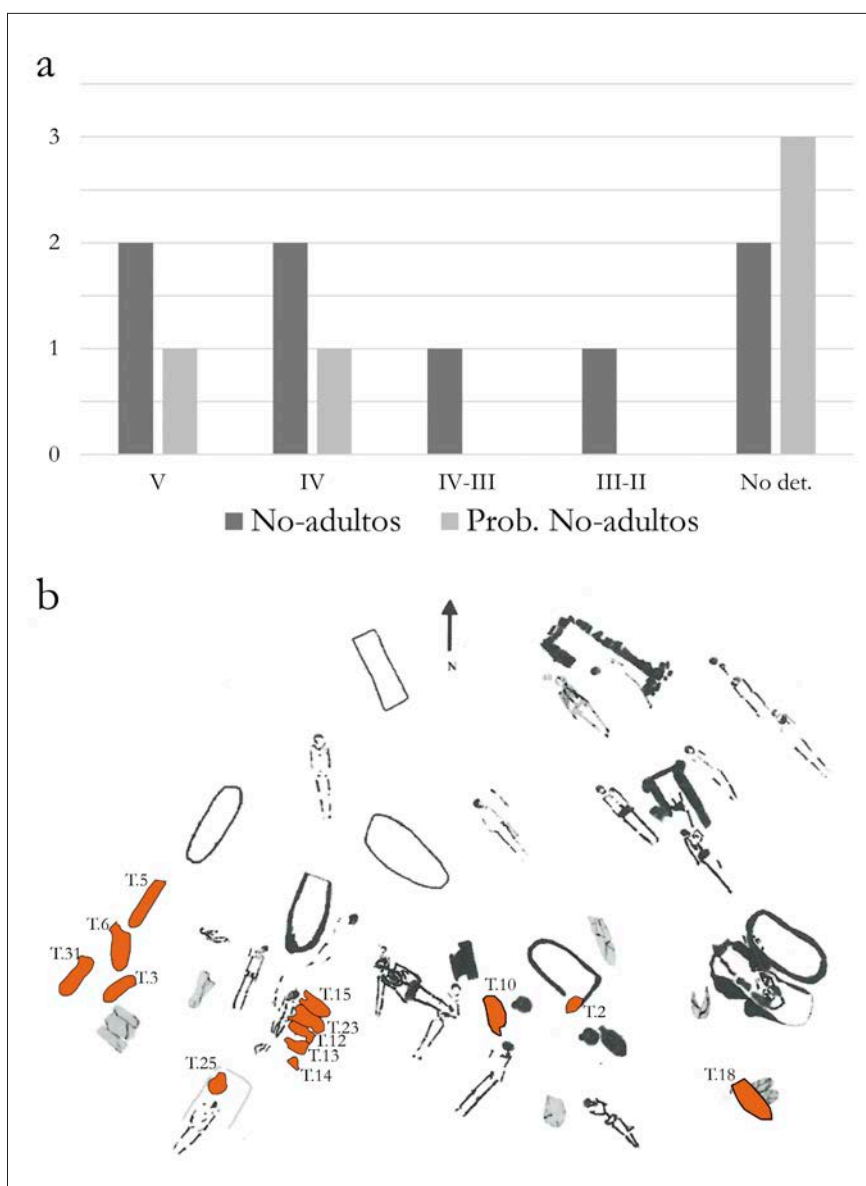 a
3
2
1
0
V IV IV-III III-II No det.
No-adultos Prob. No-adultos
b
N
T.5
T.6
T.31
T.3
T.15
T.10
T.23
T.2
T.12
T.13
T.14
T.25
T.18